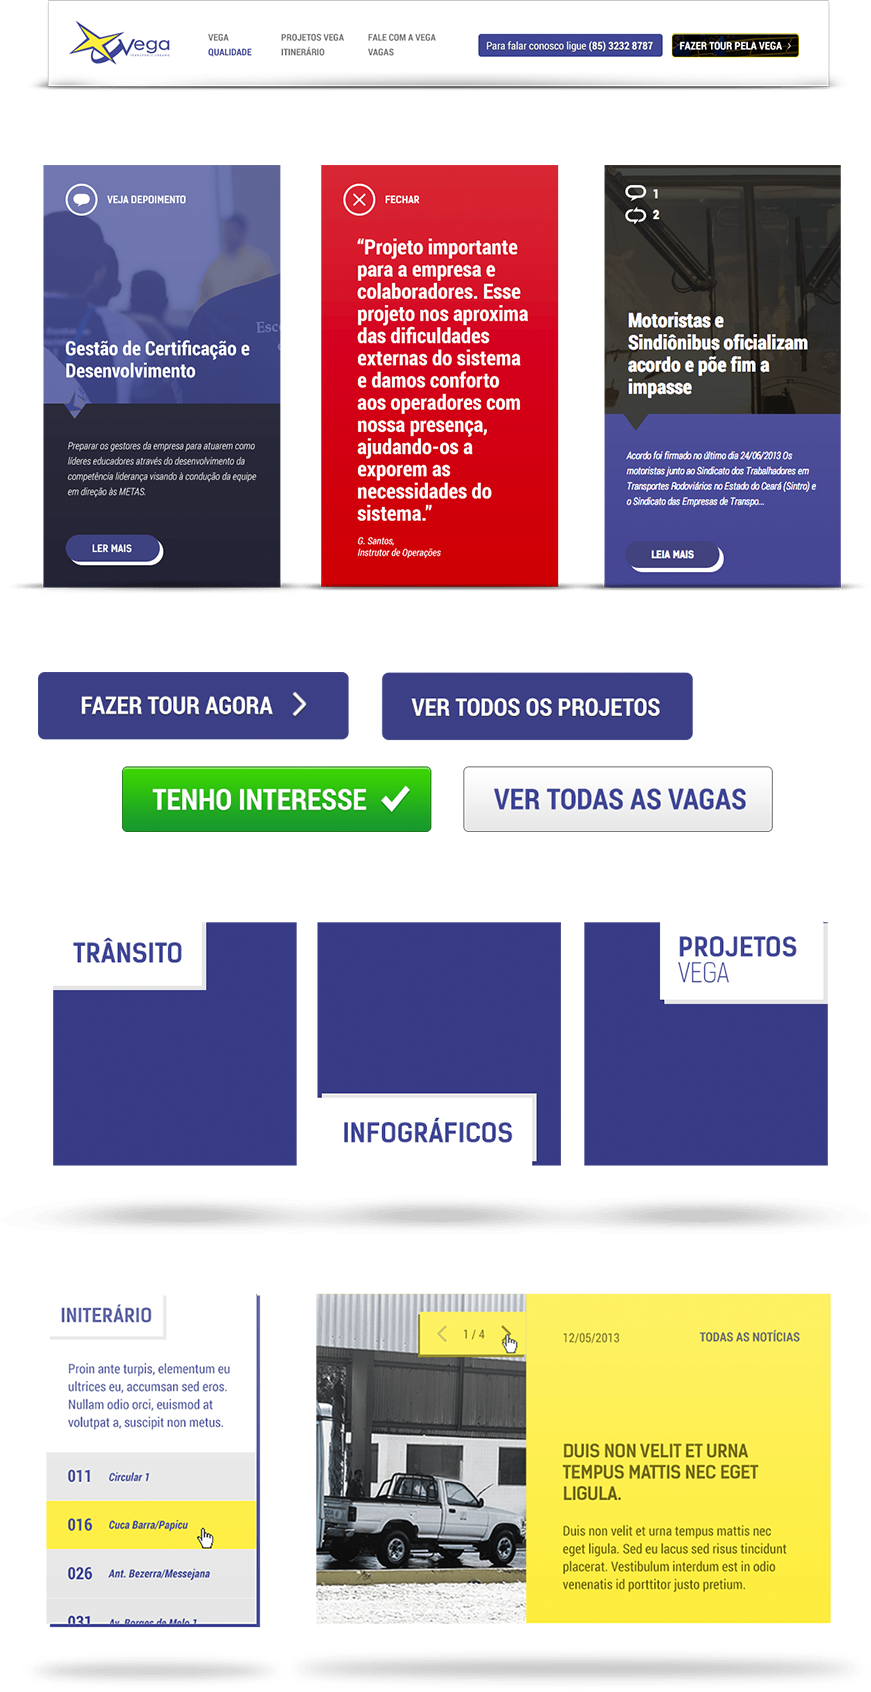 Vega
TRANSPORTE URBANO
VEGA
QUALIDADE
PROJETOS VEGA
ITINERÁRIO
FALE COM A VEGA
VAGAS
Para falar conosco ligue (85) 3232 8787
FAZER TOUR PELA VEGA
VEJA DEPOIMENTO
Esco
Gestão de Certificação e
Desenvolvimento
Preparar os gestores da empresa para atuarem como
líderes educadores através do desenvolvimento da
competência liderança visando à condução da equipe
em direção às METAS.
LER MAIS
FECHAR
“Projeto importante
para a empresa e
colaboradores. Esse
projeto nos aproxima
das dificuldades
externas do sistema
e damos conforto
aos operadores com
nossa presença,
ajudando-os a
exporem as
necessidades do
sistema.”
G. Santos,
Instrutor de Operações
1
2
Motoristas e
Sindiônibus oficializam
acordo e põe fim a
impasse
Acordo foi firmado no último dia 24/06/2013 Os
motoristas junto ao Sindicato dos Trabalhadores em
Transportes Rodoviários no Estado do Ceará (Sintro) e
o Sindicato das Empresas de Transpo...
LEIA MAIS
FAZER TOUR AGORA
VER TODOS OS PROJETOS
TENHO INTERESSE
VER TODAS AS VAGAS
TRÂNSITO
INFOGRÁFICOS
PROJETOS
VEGA
INITERÁRIO
Proin ante turpis, elementum eu
ultrices eu, accumsan sed eros.
Nullam odio orci, euismod at
volutpat a, suscipit non metus.
011 Circular 1
016 Cuca Barra/Papicu
026 Ant. Bezerra/Messejana
031 Av. Borges de Melo 1
1 / 4
12/05/2013
TODAS AS NOTÍCIAS
DUIS NON VELIT ET URNA
TEMPUS MATTIS NEC EGET
LIGULA.
Duis non velit et urna tempus mattis nec
eget ligula. Sed eu lacus sed risus tincidunt
placerat. Vestibulum interdum est in odio
venenatis id porttitor justo pretium.